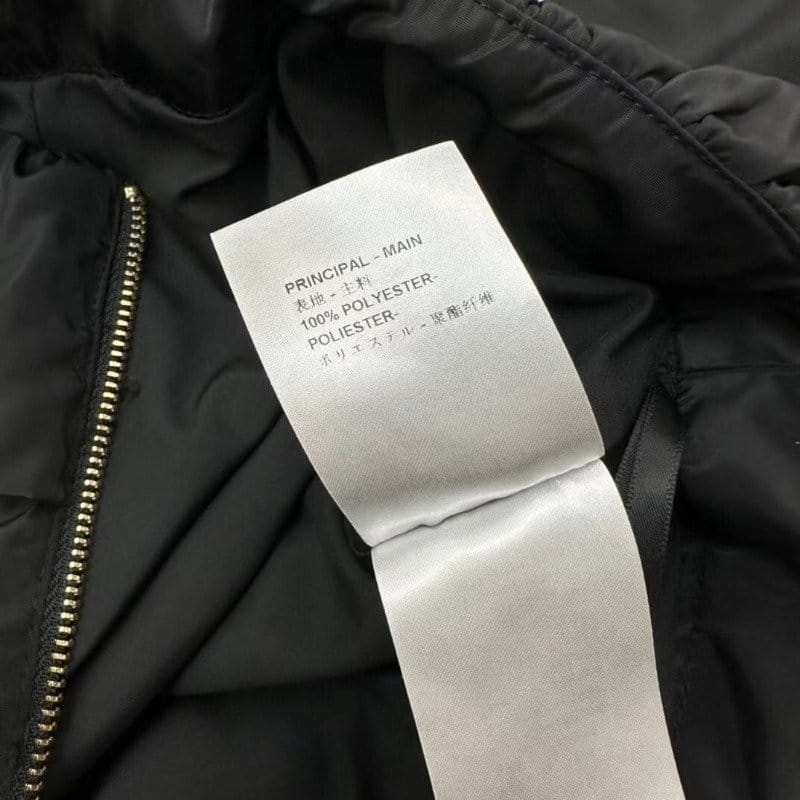 PRINCIPAL - MAIN
表地 - 主料
100% POLYESTER-
POLIESTER-
ポリエステル - 聚酯纤维